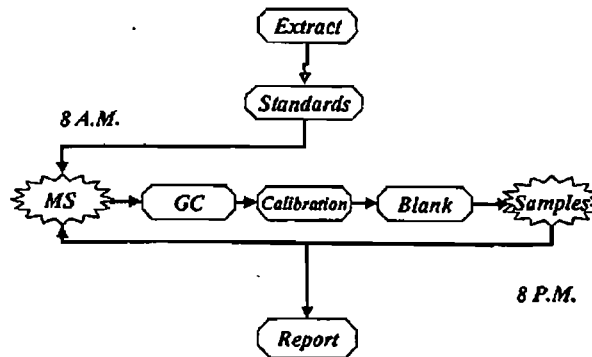 Extract
Standards
8 A.M.
MS
GC
Calibration
Blank
Samples
8 P.M.
Report